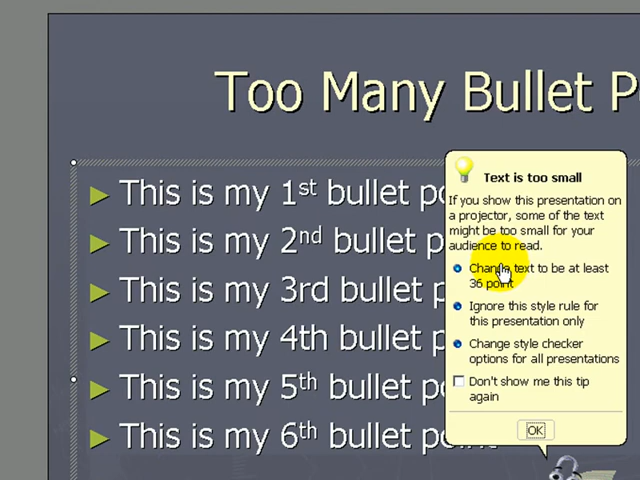 Too Many Bullet P
This is my 1st bullet po
This is my 2nd bullet p
This is my 3rd bullet p
This is my 4th bullet p
This is my 5th bullet p
This is my 6th bullet point
Text is too small
If you show this presentation on
a projector, some of the text
might be too small for your
audience to read.
Change text to be at least
36 point
Ignore this style rule for
this presentation only
Change style checker
options for all presentations
Don't show me this tip
again
OK